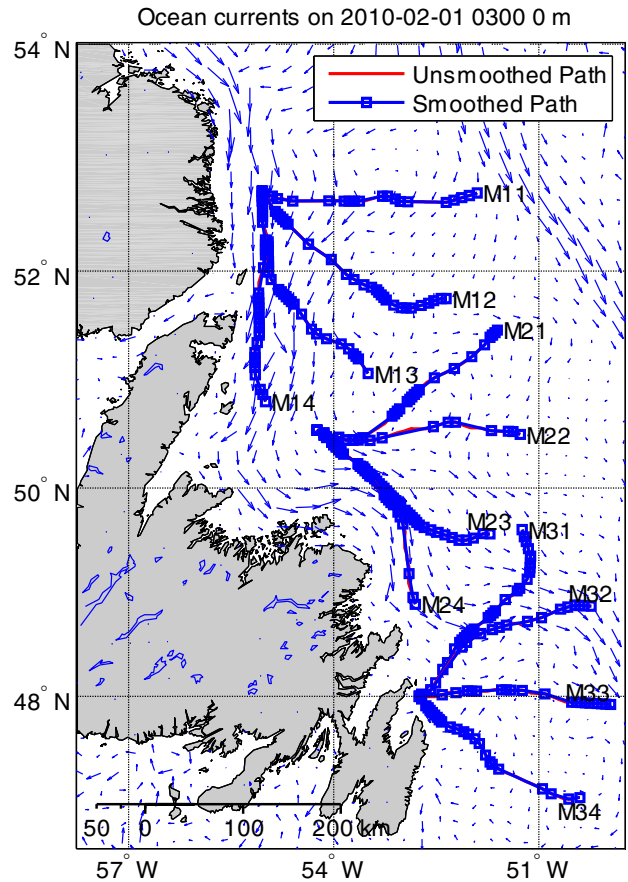 Ocean currents on 2010-02-01 0300 0 m
54° N
Unsmoothed Path
Smoothed Path
M11
52° N
M12
M21
M13
M14
M22
50° N
M23
M31
M24
M32
48° N
M33
M34
50 0 100 200 km
57° W 54° W 51° W